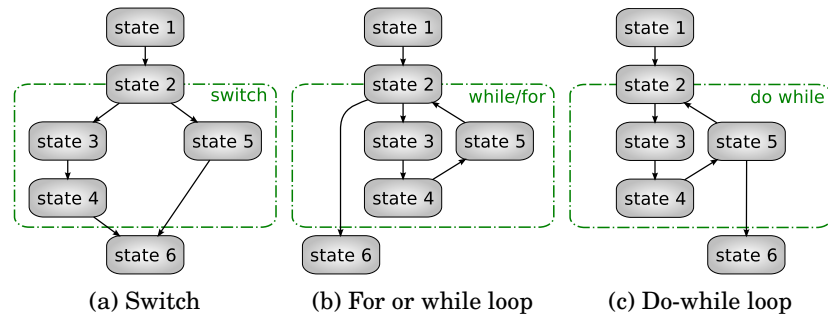 state 1
state 2
switch
state 3
state 5
state 4
state 6
(a) Switch
state 1
state 2
while/for
state 3
state 5
state 4
state 6
(b) For or while loop
state 1
state 2
do while
state 3
state 5
state 4
state 6
(c) Do-while loop